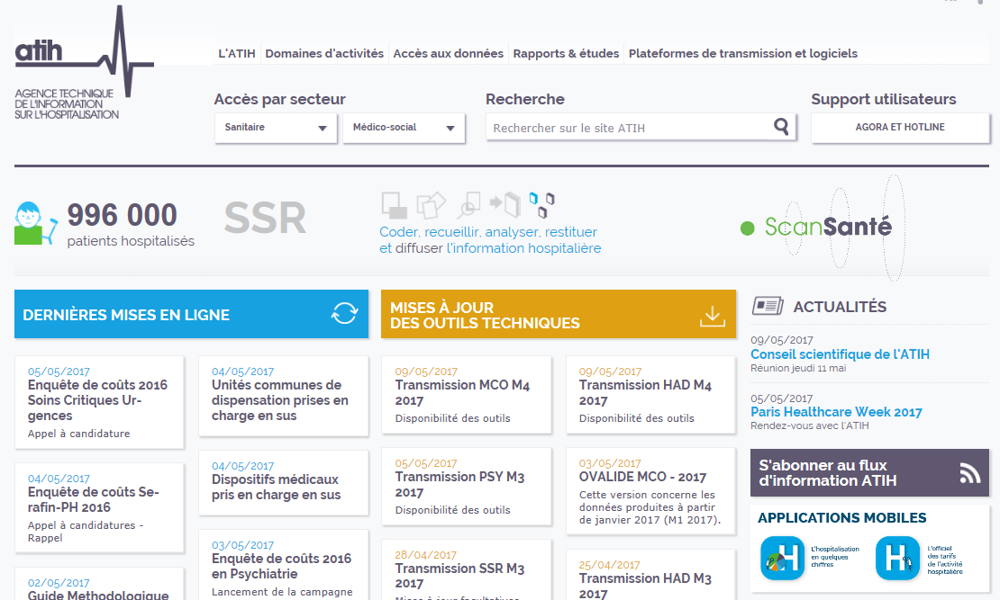 atih
AGENCE TECHNIQUE
DE L'INFORMATION
SUR L'HOSPITALISATION
L'ATIH
Domaines d'activités
Accès aux données
Rapports & études
Plateformes de transmission et logiciels
Accès par secteur
Sanitaire
Médico-social
Recherche
Rechercher sur le site ATIH
Support utilisateurs
AGORA ET HOTLINE
996 000
patients hospitalisés
SSR
Coder, recueillir, analyser, restituer
et diffuser l'information hospitalière
ScanSanté
DERNIÈRES MISES EN LIGNE
05/05/2017
Enquête de coûts 2016
Soins Critiques Ur-
gences
Appel à candidature
04/05/2017
Enquête de coûts Se-
rafin-PH 2016
Appel à candidatures -
Rappel
02/05/2017
Guide Methodologique
04/05/2017
Unités communes de
dispensation prises en
charge en sus
04/05/2017
Dispositifs médicaux
pris en charge en sus
03/05/2017
Enquête de coûts 2016
en Psychiatrie
Lancement de la campagne
MISES À JOUR
DES OUTILS TECHNIQUES
09/05/2017
Transmission MCO M4
2017
Disponibilité des outils
05/05/2017
Transmission PSY M3
2017
Disponibilité des outils
28/04/2017
Transmission SSR M3
2017
Mises à jour facultatives
09/05/2017
Transmission HAD M4
2017
Disponibilité des outils
03/05/2017
OVALIDE MCO - 2017
Cette version concerne les
données produites à partir
de janvier 2017 (M1 2017).
25/04/2017
Transmission HAD M3
2017
ACTUALITÉS
09/05/2017
Conseil scientifique de l'ATIH
Réunion jeudi 11 mai
05/05/2017
Paris Healthcare Week 2017
Rendez-vous avec l'ATIH
S'abonner au flux
d'information ATIH
APPLICATIONS MOBILES
H
L'hospitalisation
en quelques
chiffres
H
L'officiel
des tarifs
de l'activité
hospitalière